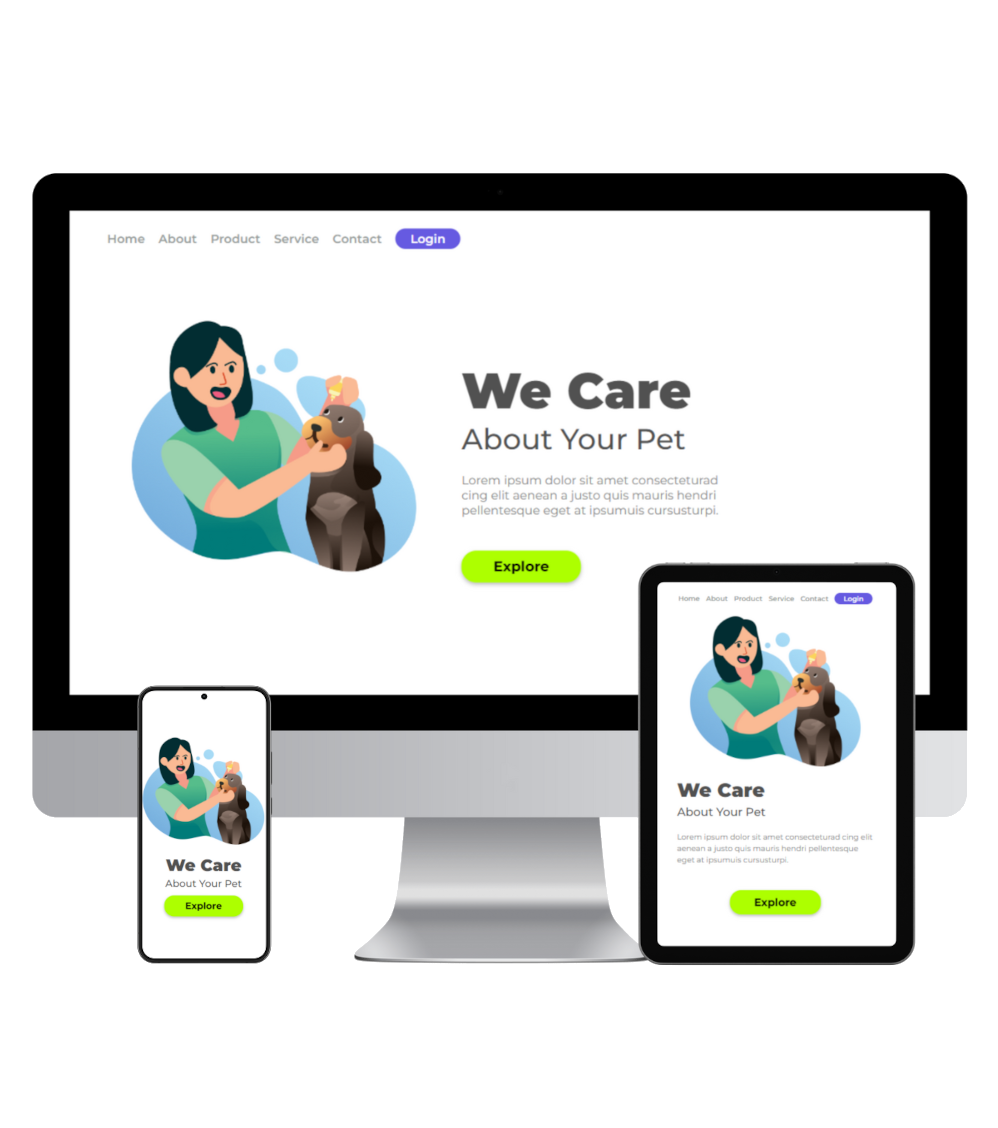 Home About Product Service Contact Login
We Care
About Your Pet
Lorem ipsum dolor sit amet consecteturad
cing elit aenean a justo quis mauris hendri
pellentesque eget at ipsumuis cursusturpi.
Explore
We Care
About Your Pet
Explore
Home About Product Service Contact Login
We Care
About Your Pet
Lorem ipsum dolor sit amet consecteturad cing elit
aenean a justo quis mauris hendri pellentesque
eget at ipsumuis cursusturpi.
Explore